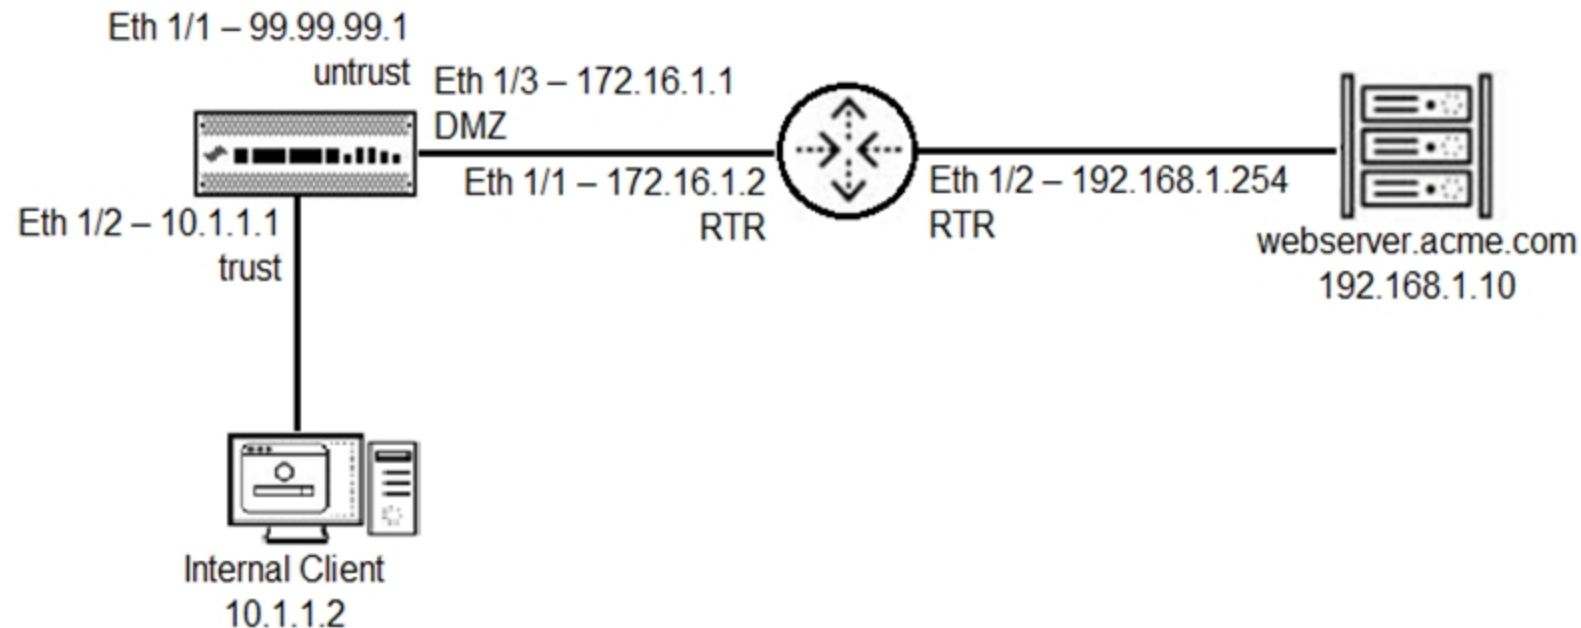 Eth 1/1 – 99.99.99.1
untrust
Eth 1/3 – 172.16.1.1
DMZ
Eth 1/1 – 172.16.1.2
RTR
Eth 1/2 – 192.168.1.254
RTR
webserver.acme.com
192.168.1.10
Eth 1/2 – 10.1.1.1
trust
Internal Client
10.1.1.2